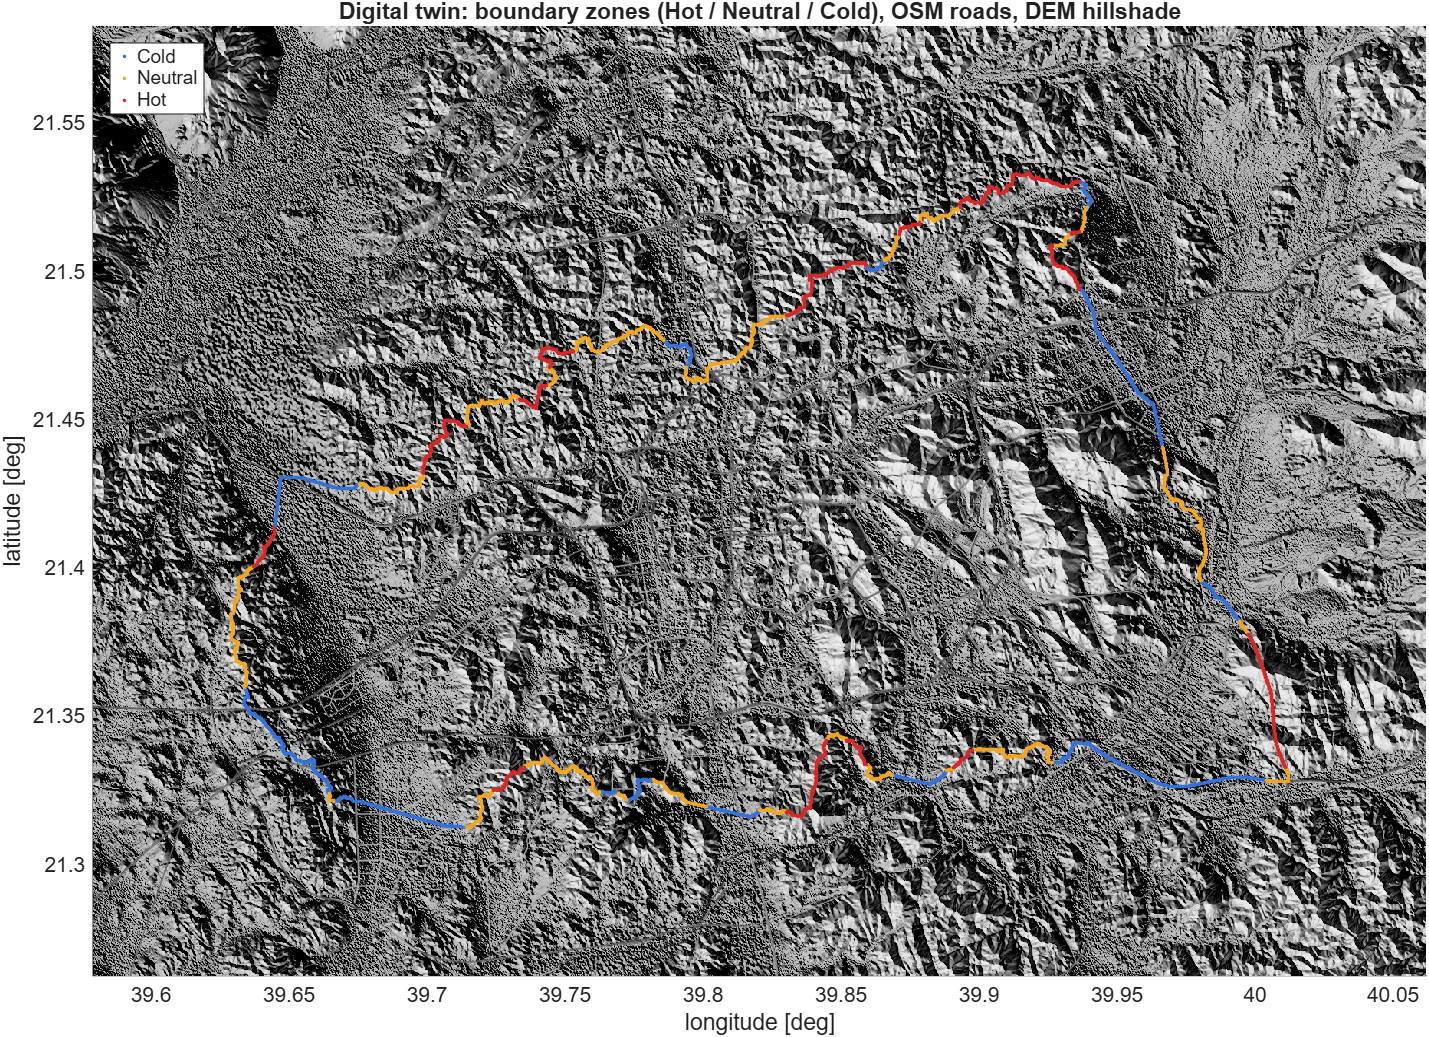 Digital twin: boundary zones (Hot / Neutral / Cold), OSM roads, DEM hillshade
Cold
Neutral
Hot
21.55
21.5
21.45
21.4
21.35
21.3
latitude [deg]
39.6 39.65 39.7 39.75 39.8 39.85 39.9 39.95 40 40.05
longitude [deg]